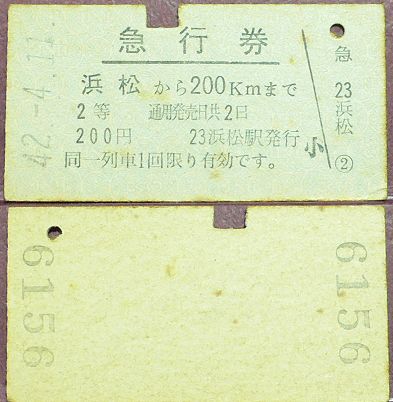 急行券
浜松から200Kmまで
2等 通用発売日共2日
200円 23浜松駅発行
同一列車1回限り有効です。
42.-4.11.
小
急
23
浜松
②
6156
6156